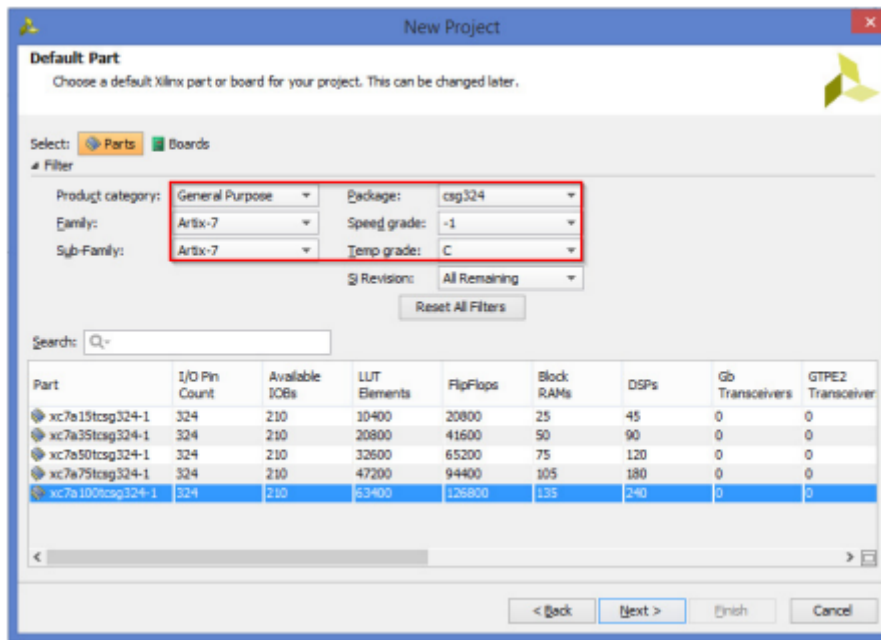 New Project
Default Part
Choose a default Xilinx part or board for your project. This can be changed later.
Select: Parts Boards
Filter
Product category: General Purpose Package: csg324
Family: Artix-7 Speed grade: -1
Sub-Family: Artix-7 Temp grade: C
Si Revision: All Remaining
Reset All Filters
Search:
Part I/O Pin Count Available IOBs LUT Elements FlipFlops Block RAMs DSPs Gb Transceivers GTPE2 Transceiver
xc7a15tcsg324-1 324 210 10400 20800 25 45 0 0
xc7a35tcsg324-1 324 210 20800 41600 50 90 0 0
xc7a50tcsg324-1 324 210 32600 65200 75 120 0 0
xc7a75tcsg324-1 324 210 47200 94400 105 180 0 0
xc7a100tcsg324-1 324 210 63400 126800 135 240 0 0
< Back Next > Finish Cancel